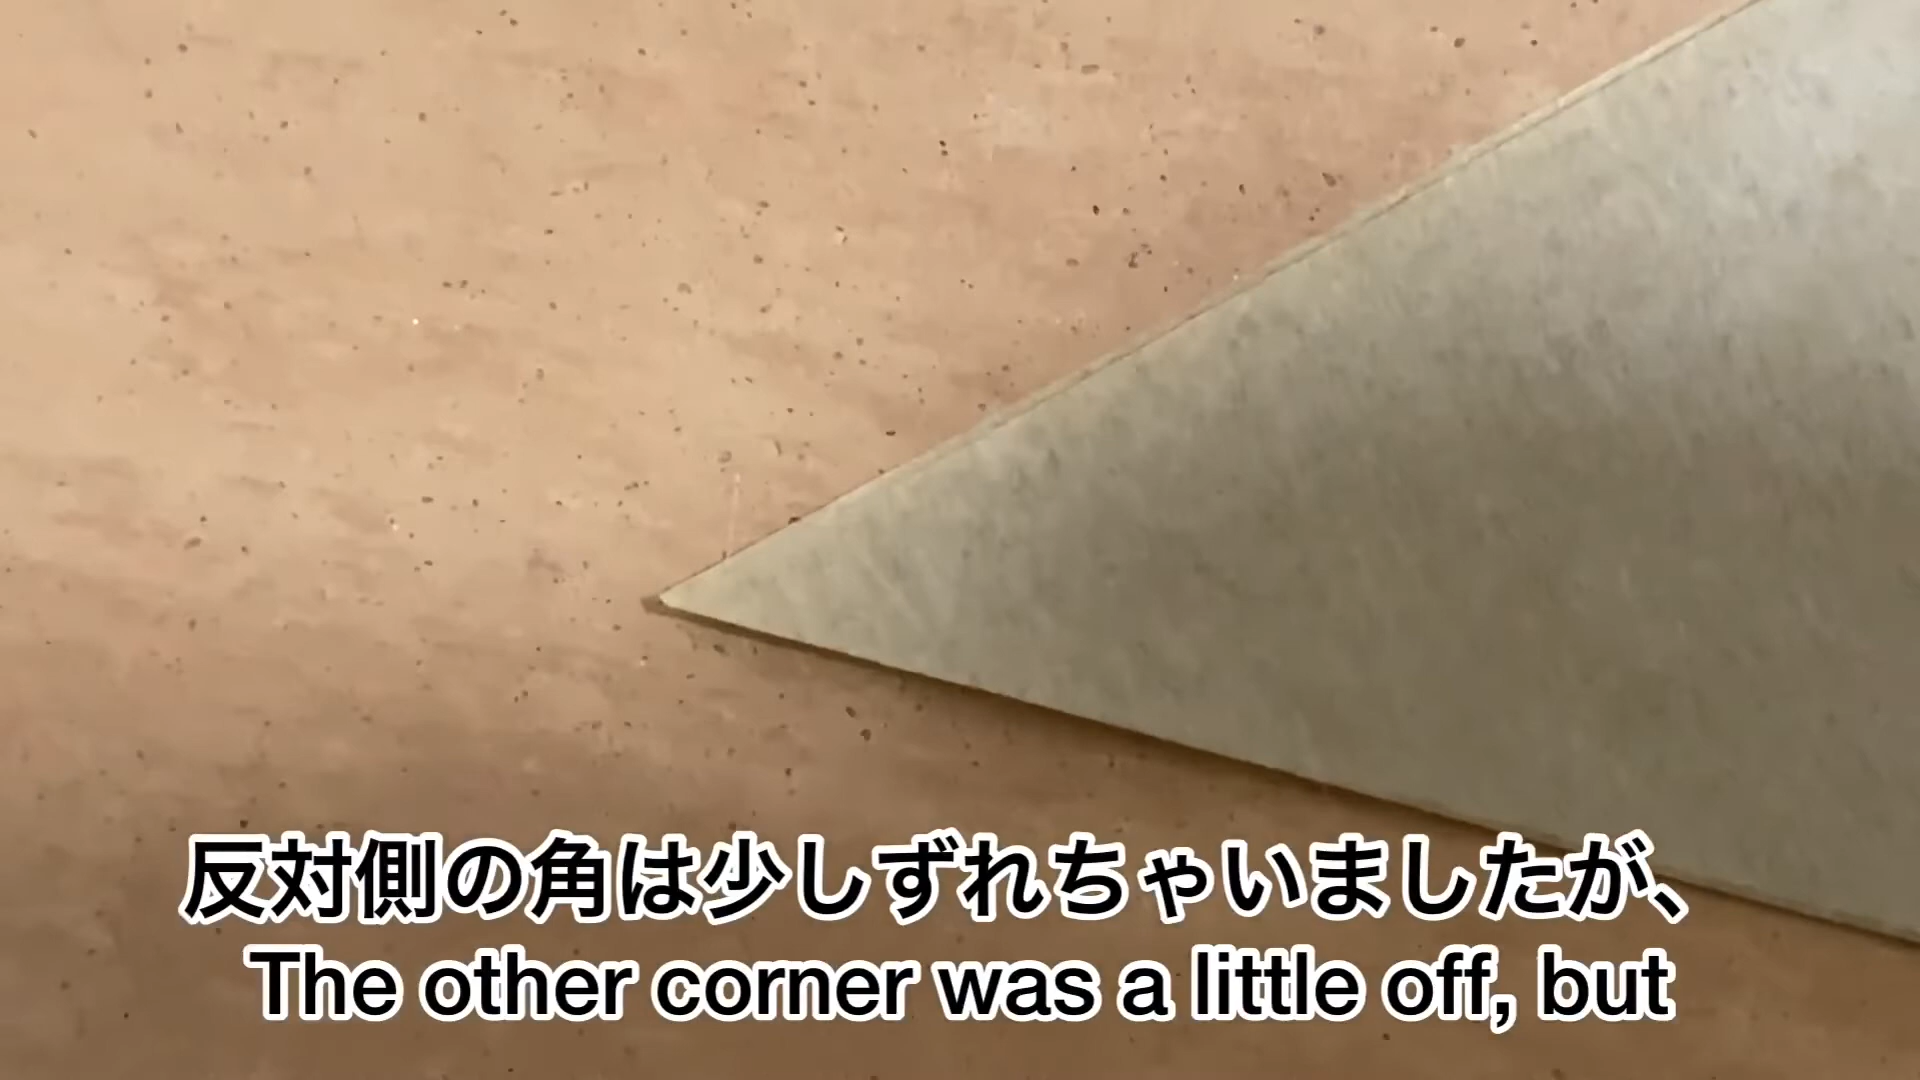 反対側の角は少しずれちゃいましたが、
The other corner was a little off, but